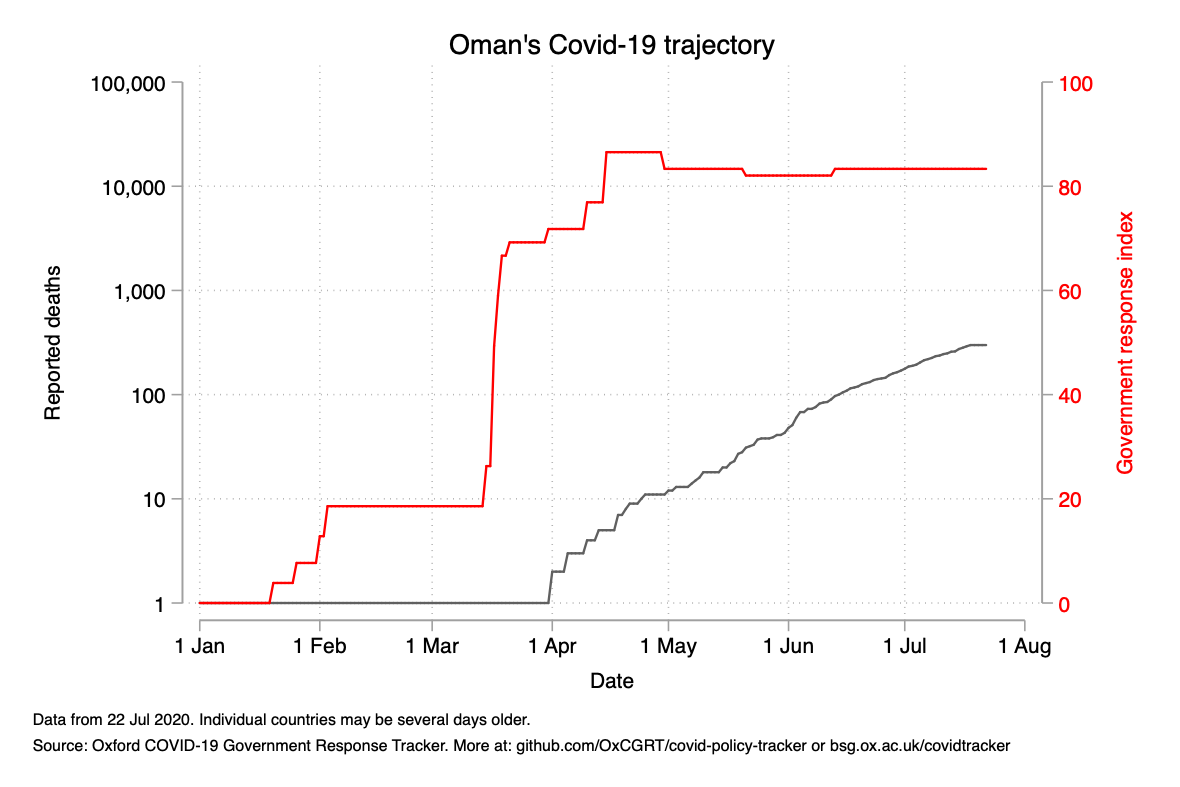 Oman's Covid-19 trajectory
100,000
10,000
1,000
100
10
1
Reported deaths
100
80
60
40
20
0
Government response index
1 Jan
1 Feb
1 Mar
1 Apr
1 May
1 Jun
1 Jul
1 Aug
Date
Data from 22 Jul 2020. Individual countries may be several days older.
Source: Oxford COVID-19 Government Response Tracker. More at: github.com/OxCGRT/covid-policy-tracker or bsg.ox.ac.uk/covidtracker